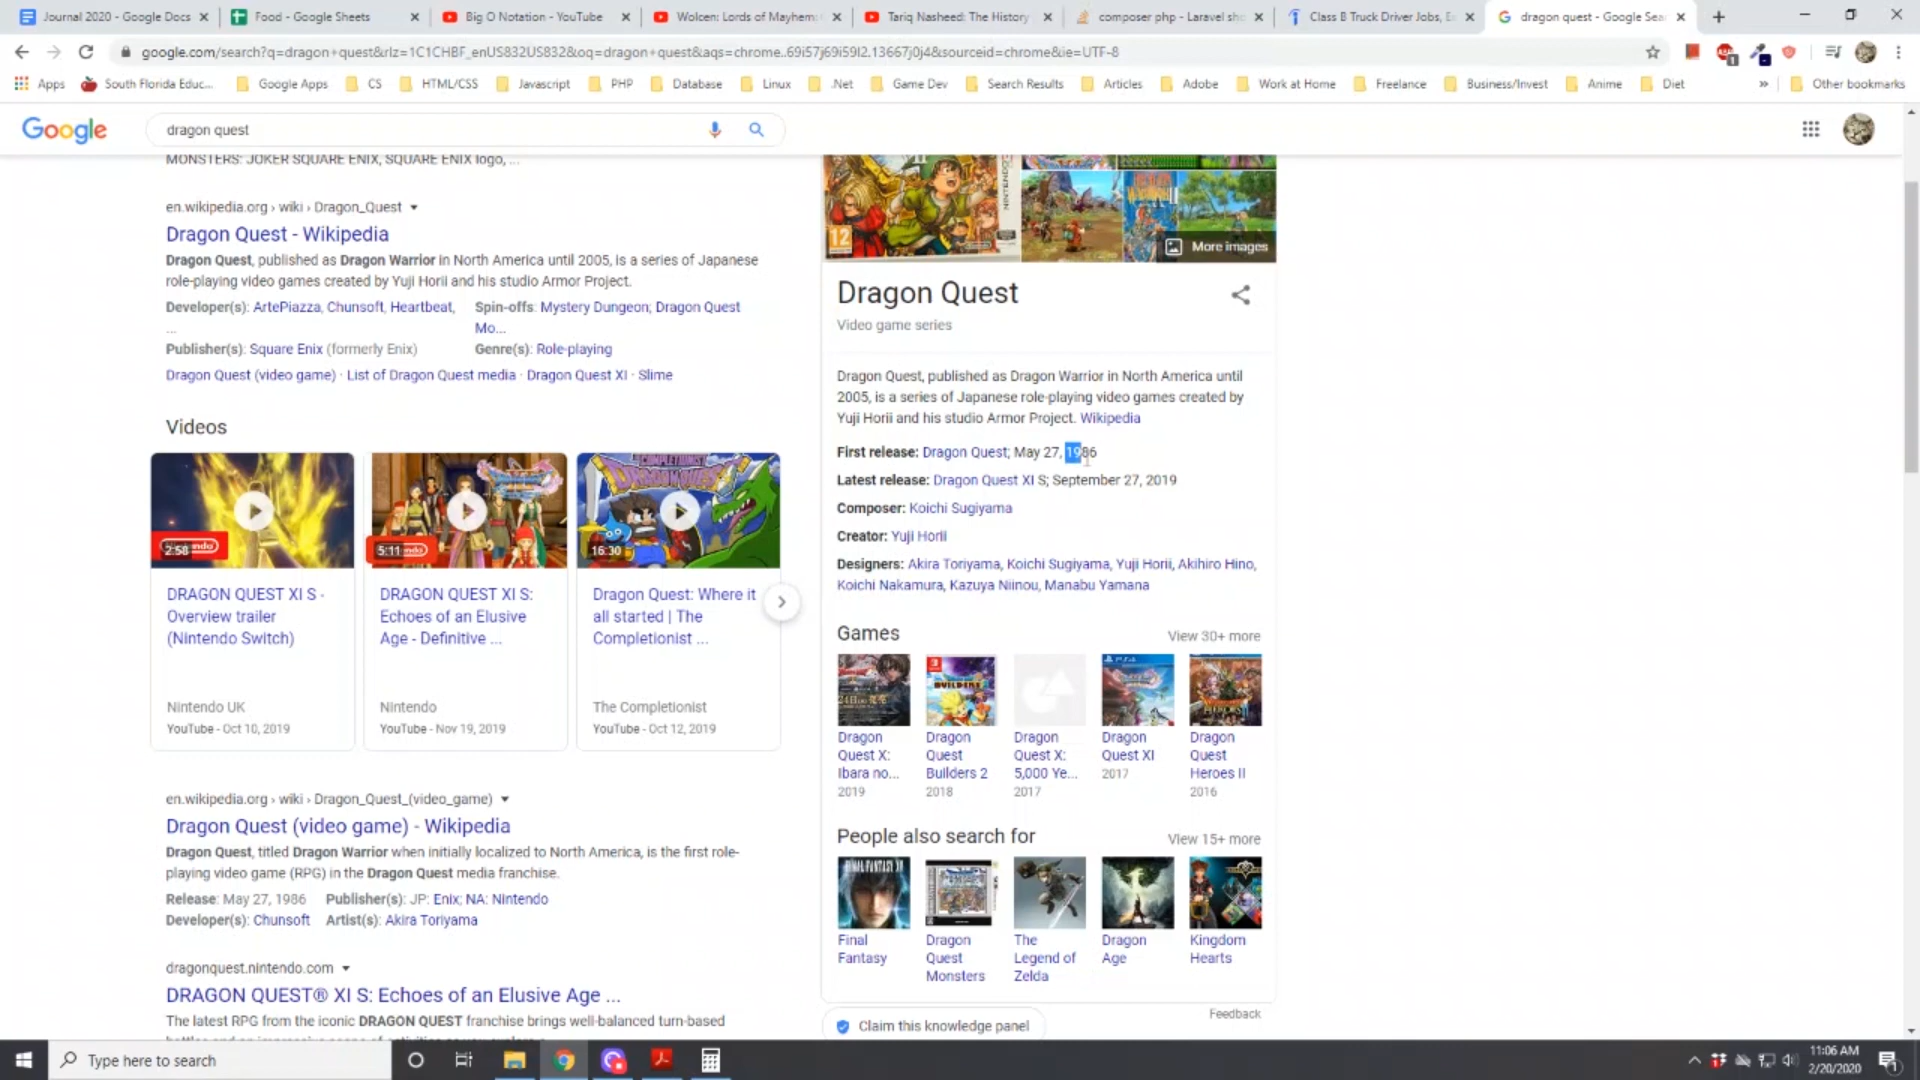 Journal 2020 - Google Docs
Food - Google Sheets
Big O Notation - YouTube
Wolcen: Lords of Mayhem:
Tariq Nasheed: The History
composer php - Laravel sho
Class B Truck Driver Jobs, E
dragon quest - Google Sea
google.com/search?q=dragon+quest&rlz=1C1CHBF_enUS832US832&oq=dragon+quest&aqs=chrome..69i57j69i59l2.13667j0j4&sourceid=chrome&ie=UTF-8
Apps
South Florida Educ...
Google Apps
CS
HTML/CSS
Javascript
PHP
Database
Linux
.Net
Game Dev
Search Results
Articles
Adobe
Work at Home
Freelance
Business/Invest
Anime
Diet
Other bookmarks
Google
dragon quest
MONSTERS: JOKER SQUARE ENIX, SQUARE ENIX logo, ...
en.wikipedia.org › wiki › Dragon_Quest
Dragon Quest - Wikipedia
Dragon Quest, published as Dragon Warrior in North America until 2005, is a series of Japanese
role-playing video games created by Yuji Horii and his studio Armor Project.
Developer(s): ArtePiazza, Chunsoft, Heartbeat,
...
Spin-offs: Mystery Dungeon; Dragon Quest
Mo...
Publisher(s): Square Enix (formerly Enix)
Genre(s): Role-playing
Dragon Quest (video game) · List of Dragon Quest media · Dragon Quest XI · Slime
Videos
2:58
5:11
16:30
DRAGON QUEST XI S -
Overview trailer
(Nintendo Switch)
Nintendo UK
YouTube - Oct 10, 2019
DRAGON QUEST XI S:
Echoes of an Elusive
Age - Definitive ...
Nintendo
YouTube - Nov 19, 2019
Dragon Quest: Where it
all started | The
Completionist ...
The Completionist
YouTube - Oct 12, 2019
en.wikipedia.org › wiki › Dragon_Quest_(video_game)
Dragon Quest (video game) - Wikipedia
Dragon Quest, titled Dragon Warrior when initially localized to North America, is the first role-
playing video game (RPG) in the Dragon Quest media franchise.
Release: May 27, 1986 Publisher(s): JP: Enix; NA: Nintendo
Developer(s): Chunsoft Artist(s): Akira Toriyama
dragonquest.nintendo.com
DRAGON QUEST® XI S: Echoes of an Elusive Age ...
The latest RPG from the iconic DRAGON QUEST franchise brings well-balanced turn-based
12
More images
Dragon Quest
Video game series
Dragon Quest, published as Dragon Warrior in North America until
2005, is a series of Japanese role-playing video games created by
Yuji Horii and his studio Armor Project. Wikipedia
First release: Dragon Quest; May 27, 1986
Latest release: Dragon Quest XI S; September 27, 2019
Composer: Koichi Sugiyama
Creator: Yuji Horii
Designers: Akira Toriyama, Koichi Sugiyama, Yuji Horii, Akihiro Hino,
Koichi Nakamura, Kazuya Niinou, Manabu Yamana
Games
View 30+ more
Dragon
Quest X:
Ibara no...
2019
Dragon
Quest
Builders 2
2018
Dragon
Quest X:
5,000 Ye...
2017
Dragon
Quest XI
2017
Dragon
Quest
Heroes II
2016
People also search for
View 15+ more
Final
Fantasy
Dragon
Quest
Monsters
The
Legend of
Zelda
Dragon
Age
Kingdom
Hearts
Feedback
Claim this knowledge panel
Type here to search
11:06 AM
2/20/2020